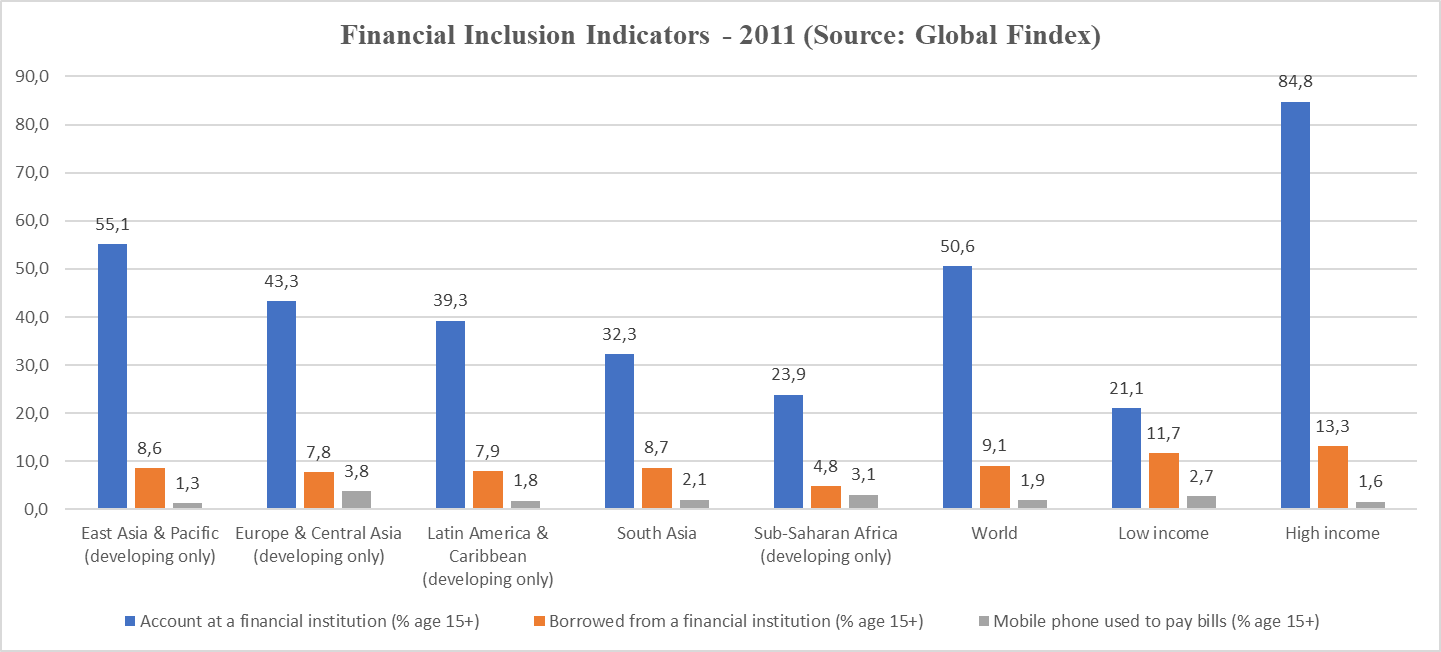 Financial Inclusion Indicators - 2011 (Source: Global Findex)
90,0
80,0
70,0
60,0
50,0
40,0
30,0
20,0
10,0
0,0
55,1
8,6
1,3
43,3
7,8
3,8
39,3
7,9
1,8
32,3
8,7
2,1
23,9
4,8
3,1
50,6
9,1
1,9
21,1
11,7
2,7
84,8
13,3
1,6
East Asia & Pacific
(developing only)
Europe & Central Asia
(developing only)
Latin America &
Caribbean
(developing only)
South Asia
Sub-Saharan Africa
(developing only)
World
Low income
High income
Account at a financial institution (% age 15+)
Borrowed from a financial institution (% age 15+)
Mobile phone used to pay bills (% age 15+)